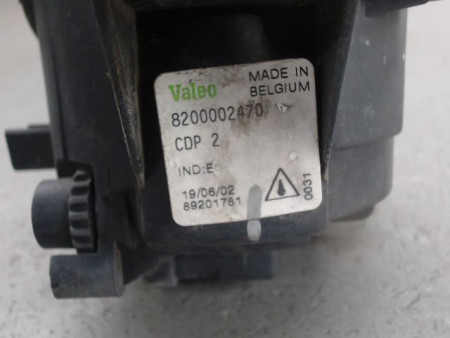 Valeo
MADE IN
BELGIUM
8200002470
CDP 2
IND:E
19/06/02
89201781
0031